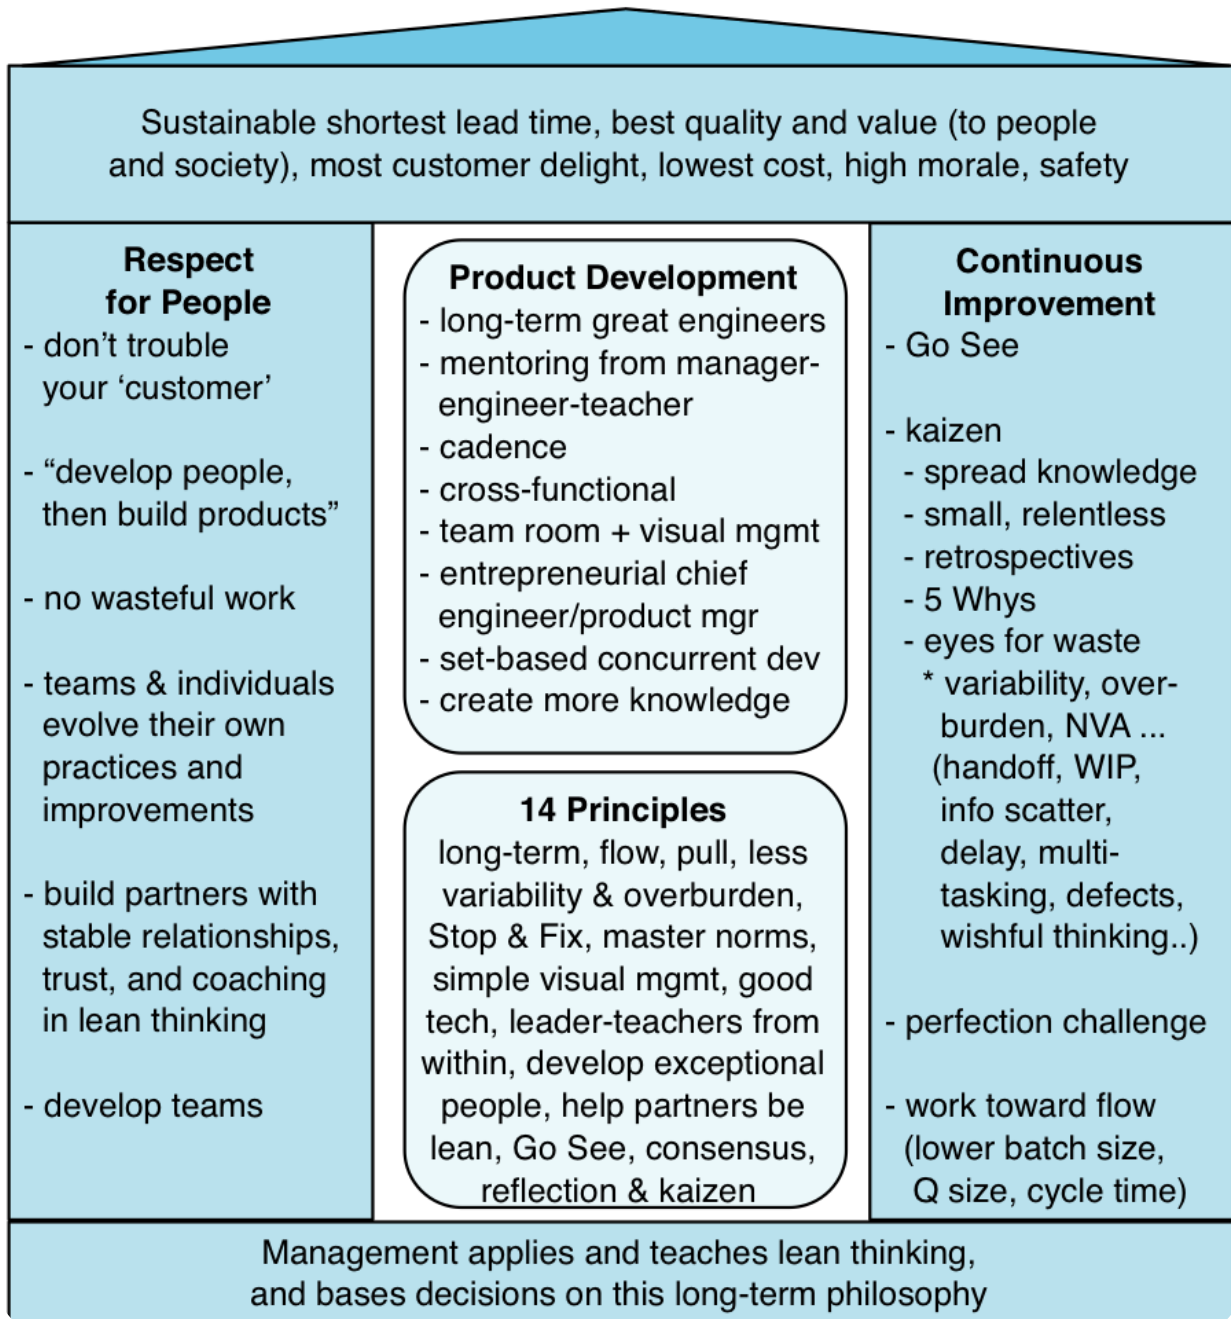 Sustainable shortest lead time, best quality and value (to people
and society), most customer delight, lowest cost, high morale, safety
Respect
for People
- don’t trouble
your ‘customer’
- “develop people,
then build products”
- no wasteful work
- teams & individuals
evolve their own
practices and
improvements
- build partners with
stable relationships,
trust, and coaching
in lean thinking
- develop teams
Product Development
- long-term great engineers
- mentoring from manager-
engineer-teacher
- cadence
- cross-functional
- team room + visual mgmt
- entrepreneurial chief
engineer/product mgr
- set-based concurrent dev
- create more knowledge
14 Principles
long-term, flow, pull, less
variability & overburden,
Stop & Fix, master norms,
simple visual mgmt, good
tech, leader-teachers from
within, develop exceptional
people, help partners be
lean, Go See, consensus,
reflection & kaizen
Continuous
Improvement
- Go See
- kaizen
- spread knowledge
- small, relentless
- retrospectives
- 5 Whys
- eyes for waste
* variability, over-
burden, NVA ...
(handoff, WIP,
info scatter,
delay, multi-
tasking, defects,
wishful thinking..)
- perfection challenge
- work toward flow
(lower batch size,
Q size, cycle time)
Management applies and teaches lean thinking,
and bases decisions on this long-term philosophy